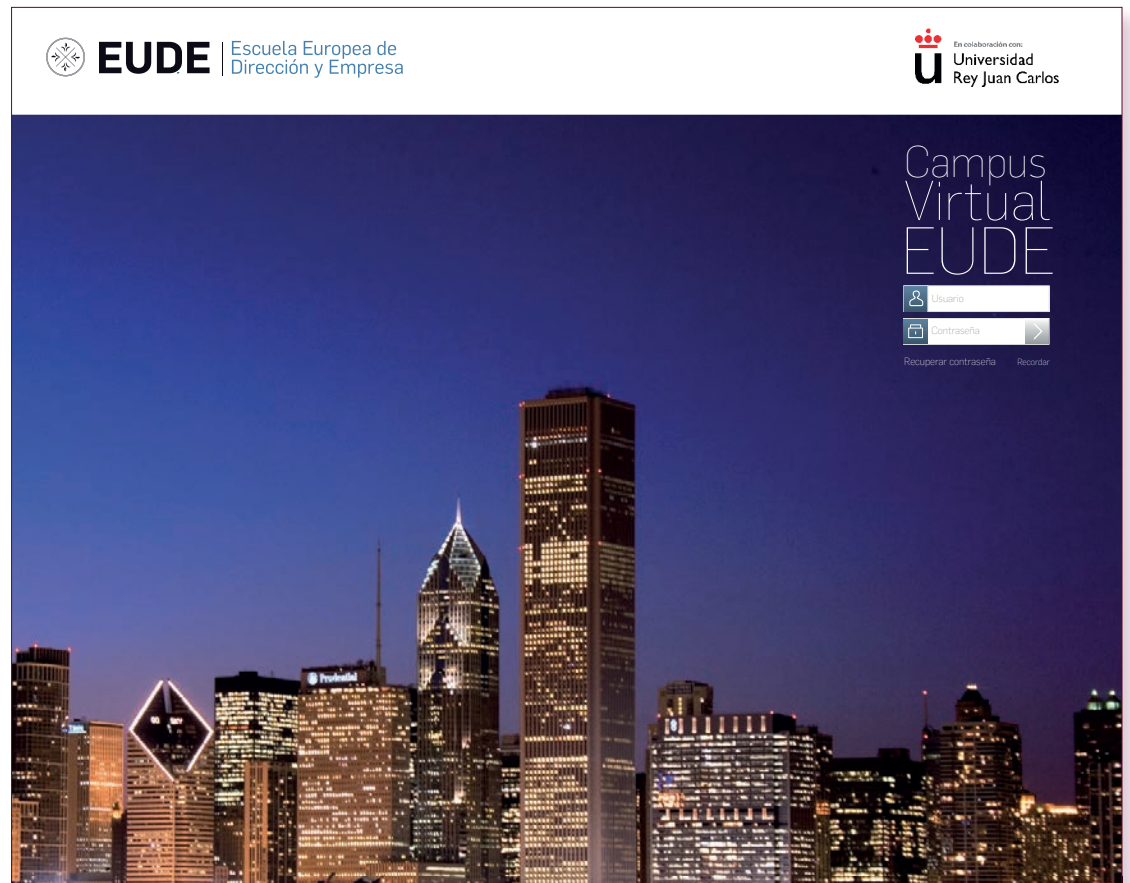 EUDE
Escuela Europea de
Dirección y Empresa
En colaboración con:
u
Universidad
Rey Juan Carlos
Campus
Virtual
EUDE
Usuario
Contraseña
Recuperar contraseña
Recordar
Prudential